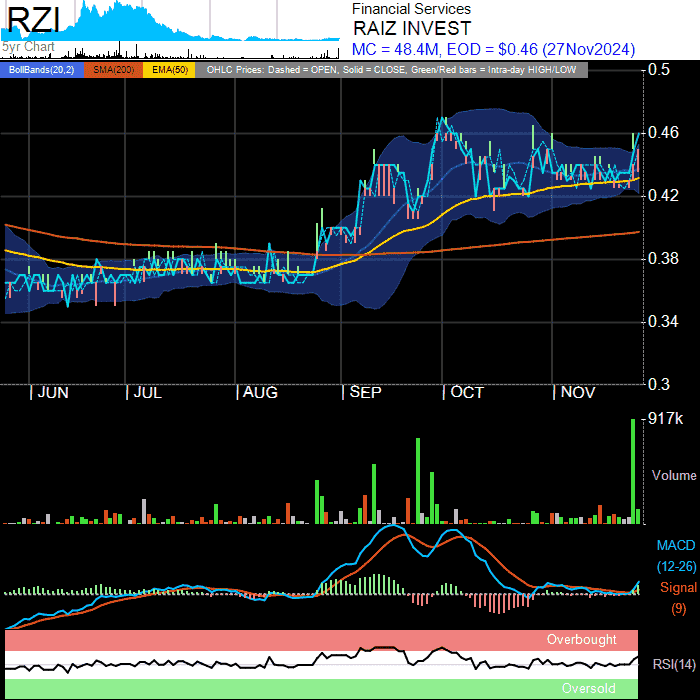 RZI
5yr Chart
Financial Services
RAIZ INVEST
MC = 48.4M, EOD = $0.46 (27Nov2024)
BollBands(20,2) SMA(200) EMA(50) OHLC Prices: Dashed = OPEN, Solid = CLOSE, Green/Red bars = Intra-day HIGH/LOW
0.5
0.46
0.42
0.38
0.34
0.3
| JUN | JUL | AUG | SEP | OCT | NOV
917k
Volume
MACD
(12-26)
Signal
(9)
Overbought
RSI(14)
Oversold